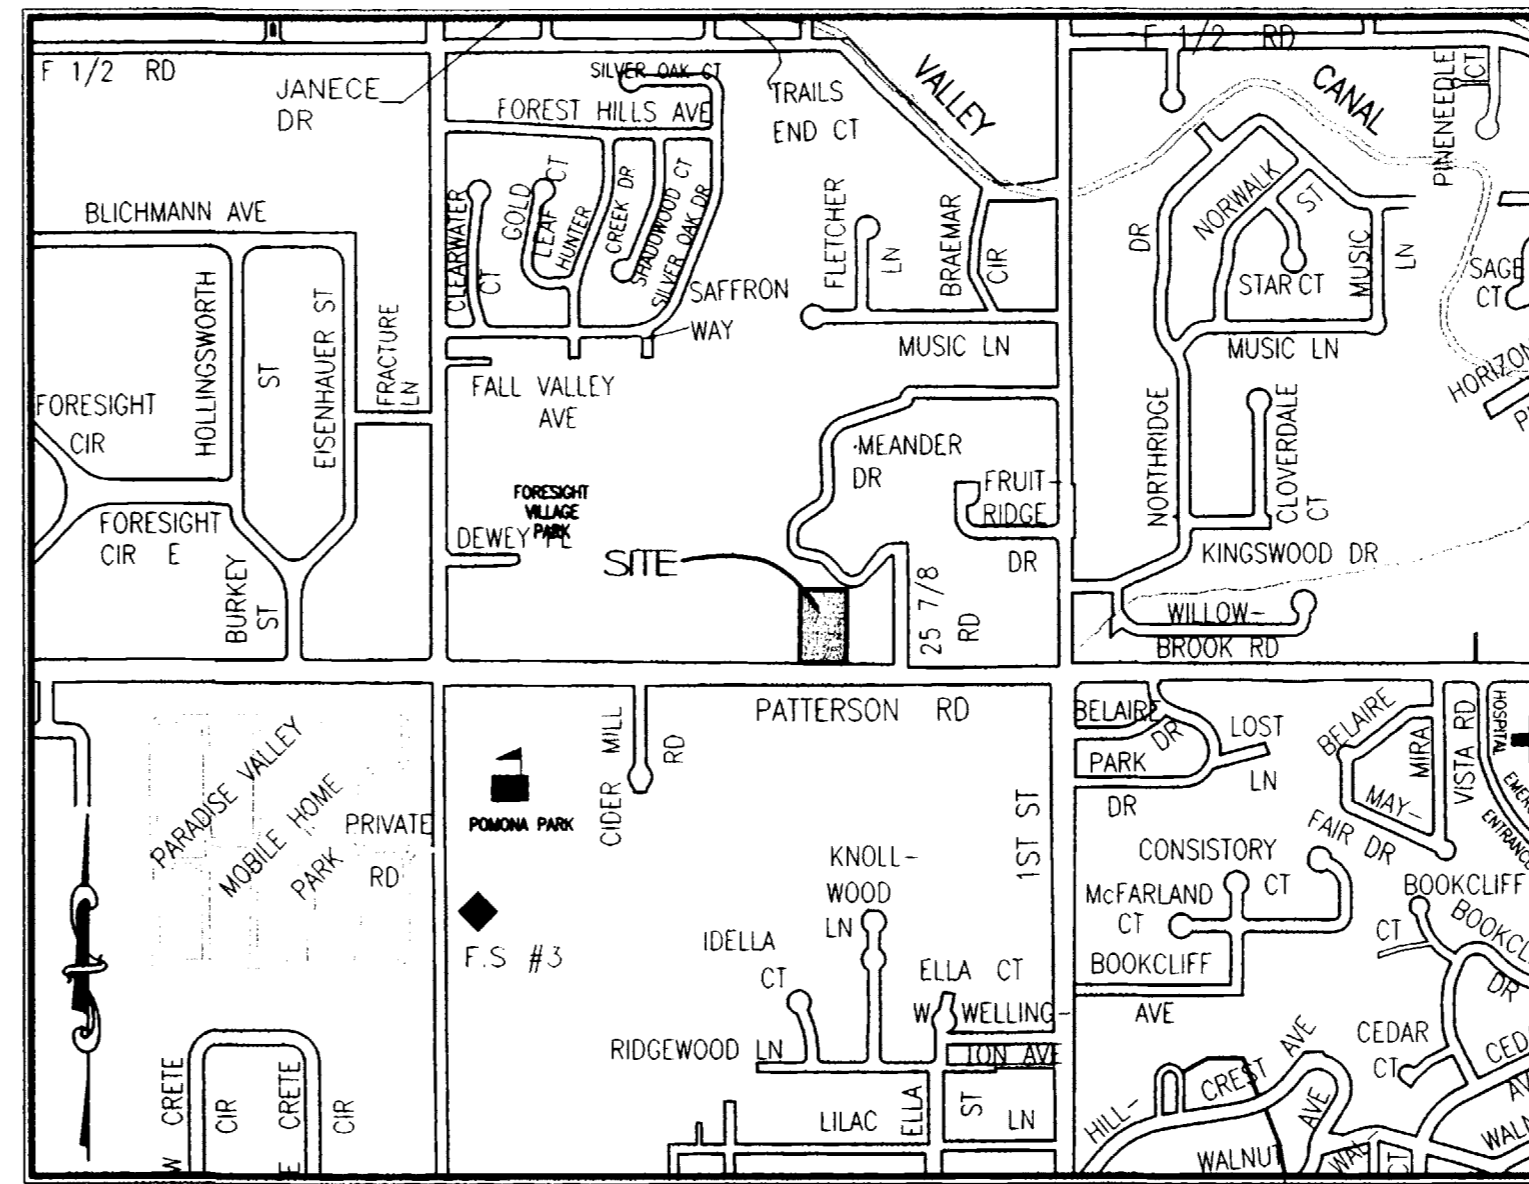 F 1/2 RD
JANECE
DR
SILVER OAK CT
FOREST HILLS AVE
TRAILS
END CT
VALLEY
F 1/2 RD
CANAL
PINENEEDLE
CT
BLICHMANN AVE
CLEARWATER
CT
GOLD
LEAF
CT
HUNTER
CREEK DR
SHADOWOOD CT
SILVER OAK DR
SAFFRON
WAY
FLETCHER
LN
BRAEMAR
CIR
DR
NORWALK
ST
STAR CT
MUSIC
LN
SAGE
CT
HOLLINGSWORTH
ST
EISENHAUER ST
FRACTURE
LN
MUSIC LN
MUSIC LN
HORIZON
FALL VALLEY
AVE
FORESIGHT
CIR
MEANDER
DR
NORTHRIDGE
CLOVERDALE
CT
FORESIGHT
VILLAGE
PARK
FRUIT-
RIDGE
DR
FORESIGHT
CIR E
DEWEY PL
SITE
KINGSWOOD DR
BURKEY
ST
25 7/8
RD
WILLOW-
BROOK RD
PATTERSON RD
PARADISE VALLEY
MOBILE HOME
PARK
PRIVATE
RD
POMONA PARK
CIDER MILL
RD
BELAIRE
DR
PARK
DR
LOST
LN
BELAIRE
MIRA
VISTA RD
HOSPITAL
ENTRANCE
MAY-
FAIR DR
1ST ST
KNOLL-
WOOD
LN
CONSISTORY
CT
McFARLAND
CT
BOOKCLIFF
CT
DR
F.S #3
IDELLA
CT
ELLA CT
BOOKCLIFF
AVE
W WELLING-
TON AVE
RIDGEWOOD LN
CEDAR
CT
W CRETE
CIR
CRETE
CIR
LILAC
LN
ELLA
ST
HILL-
CREST AVE
AVE
WALNUT
CT